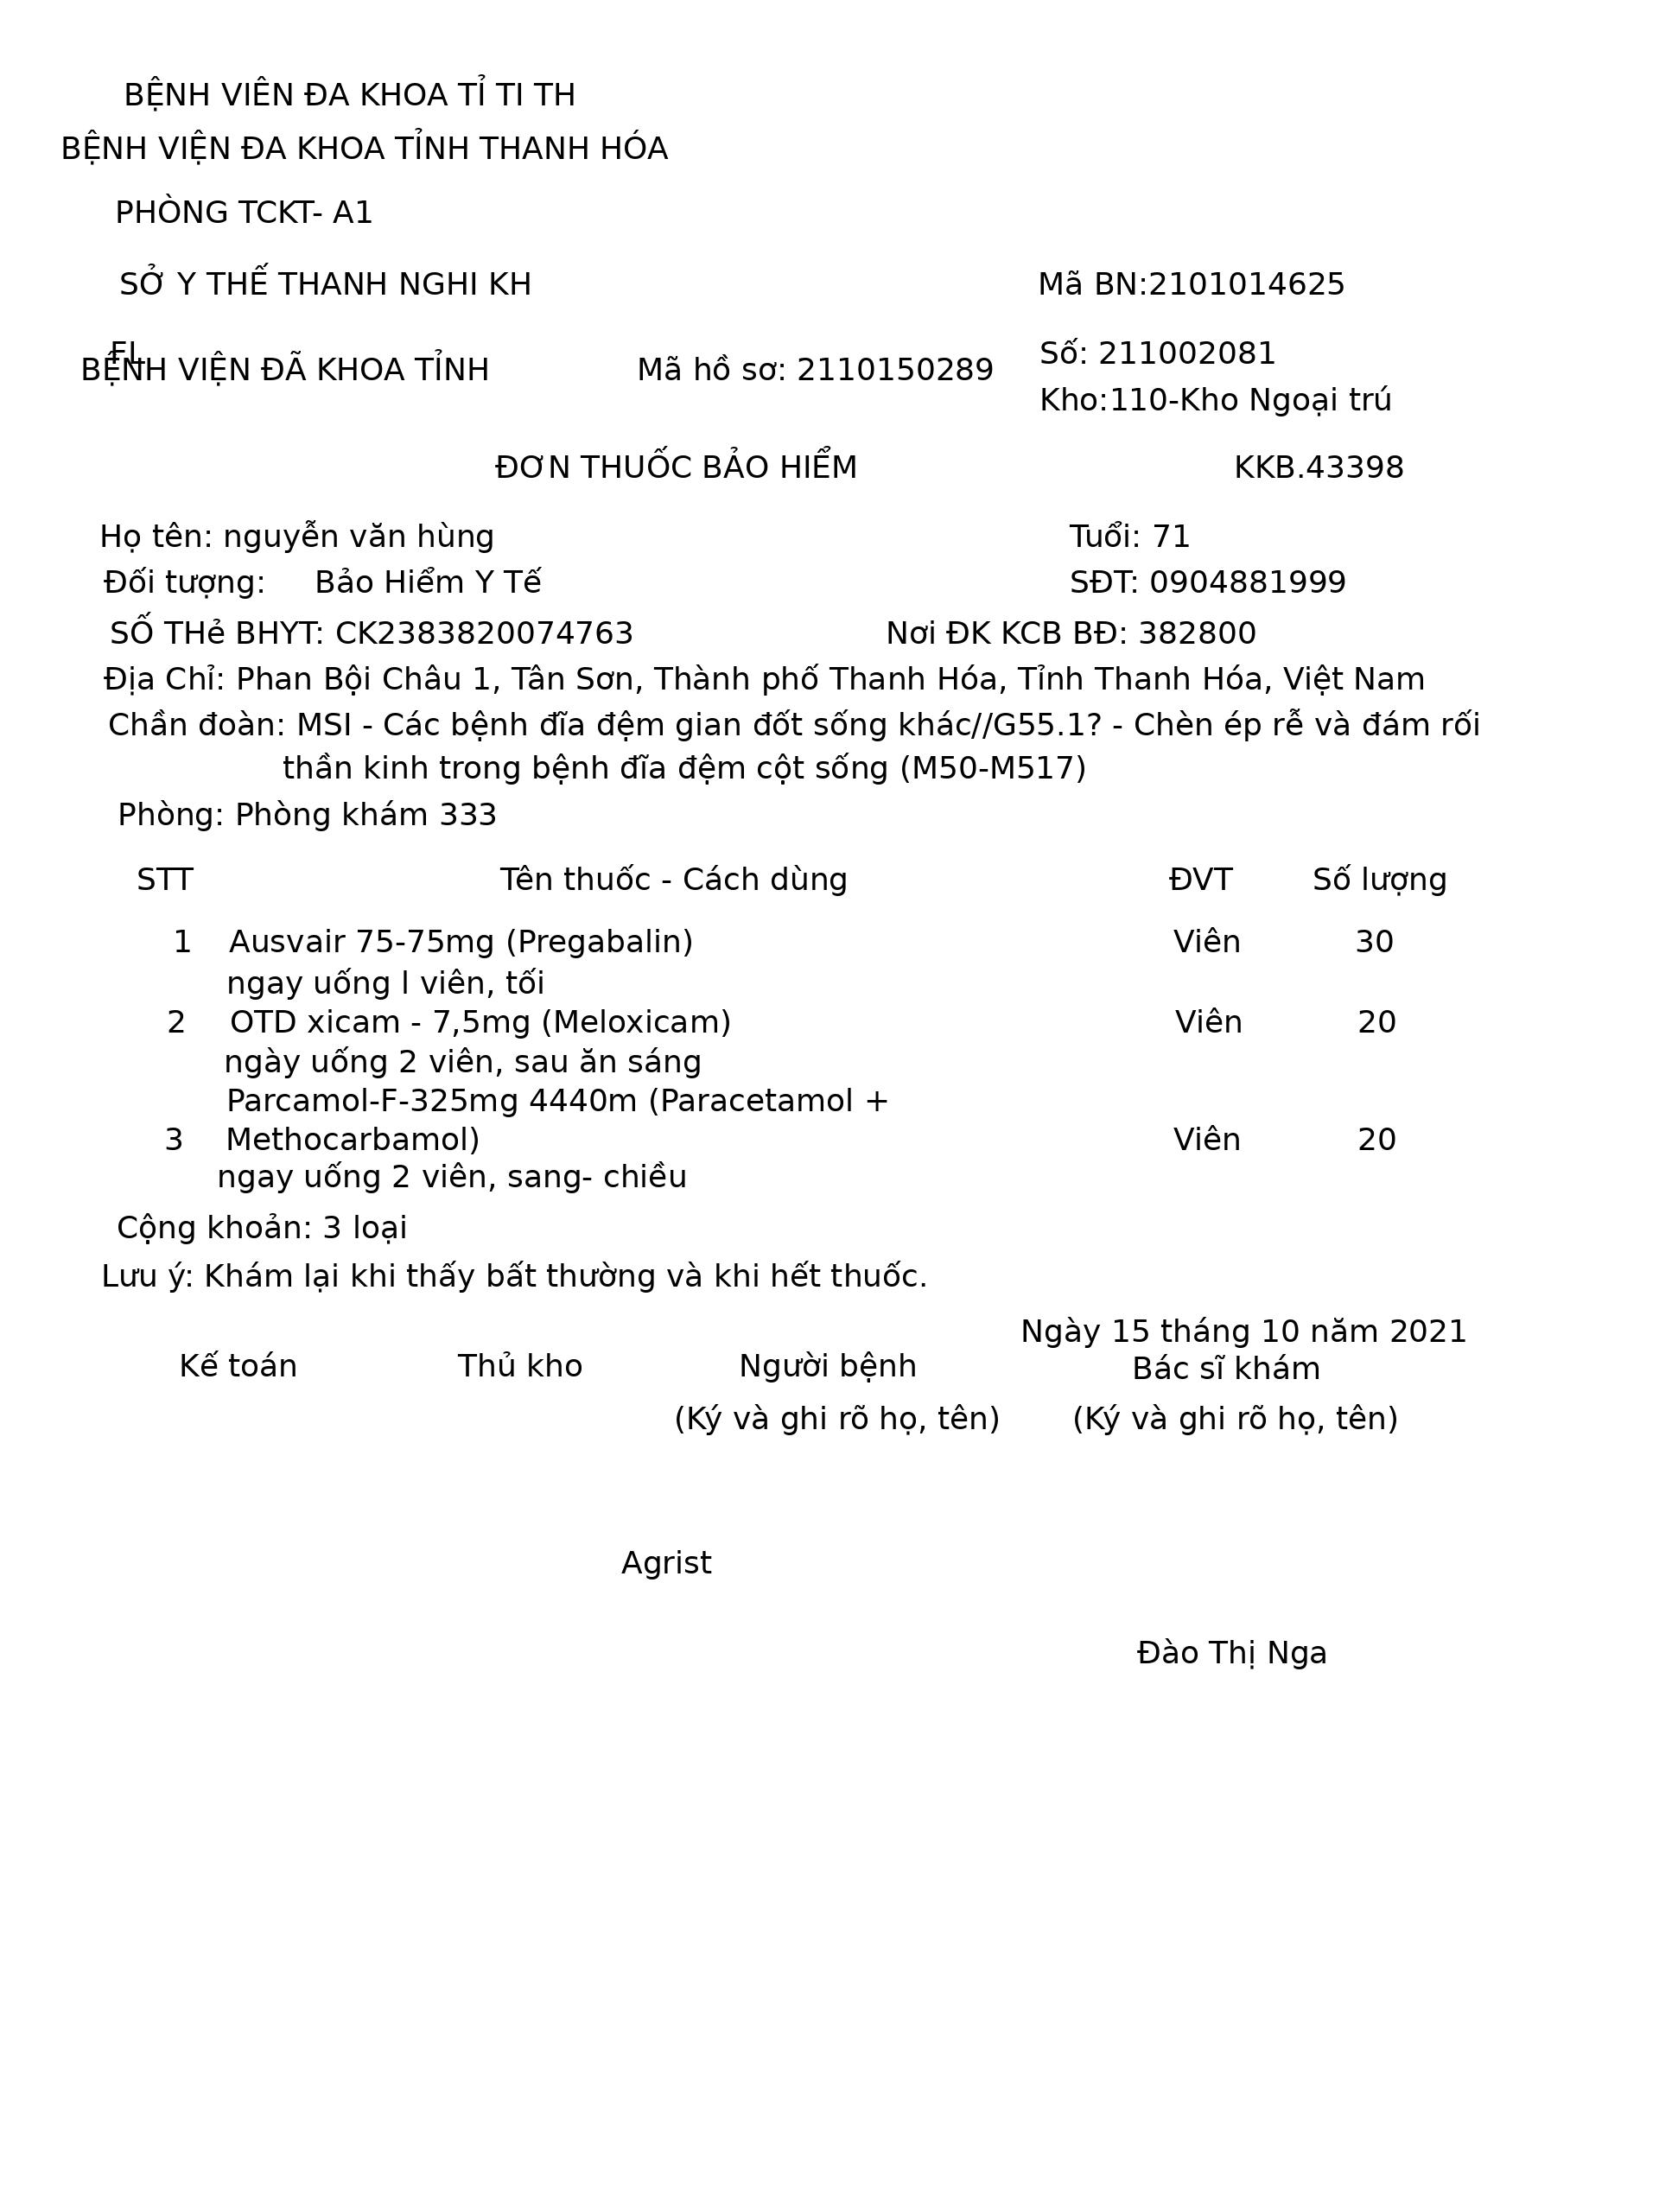 BỆNH VIÊN ĐA KHOA TỈ TI TH
BỆNH VIỆN ĐA KHOA TỈNH THANH HÓA
PHÒNG TCKT- A1
SỞ Y THẾ THANH NGHI KH
Mã BN:2101014625
FL
Số: 211002081
BỆNH VIỆN ĐÃ KHOA TỈNH
Mã hồ sơ: 2110150289
Kho:110-Kho Ngoại trú
ĐƠN THUỐC BẢO HIỂM
KKB.43398
Họ tên: nguyễn văn hùng
Tuổi: 71
Đối tượng: Bảo Hiểm Y Tế
SĐT: 0904881999
SỐ THẻ BHYT: CK2383820074763
Nơi ĐK KCB BĐ: 382800
Địa Chỉ: Phan Bội Châu 1, Tân Sơn, Thành phố Thanh Hóa, Tỉnh Thanh Hóa, Việt Nam
Chần đoàn: MSI - Các bệnh đĩa đệm gian đốt sống khác//G55.1? - Chèn ép rễ và đám rối
thần kinh trong bệnh đĩa đệm cột sống (M50-M517)
Phòng: Phòng khám 333
STT Tên thuốc - Cách dùng ĐVT Số lượng
1 Ausvair 75-75mg (Pregabalin) Viên 30
ngay uống l viên, tối
2 OTD xicam - 7,5mg (Meloxicam) Viên 20
ngày uống 2 viên, sau ăn sáng
Parcamol-F-325mg 4440m (Paracetamol +
3 Methocarbamol) Viên 20
ngay uống 2 viên, sang- chiều
Cộng khoản: 3 loại
Lưu ý: Khám lại khi thấy bất thường và khi hết thuốc.
Ngày 15 tháng 10 năm 2021
Kế toán Thủ kho Người bệnh Bác sĩ khám
(Ký và ghi rõ họ, tên) (Ký và ghi rõ họ, tên)
Agrist
Đào Thị Nga